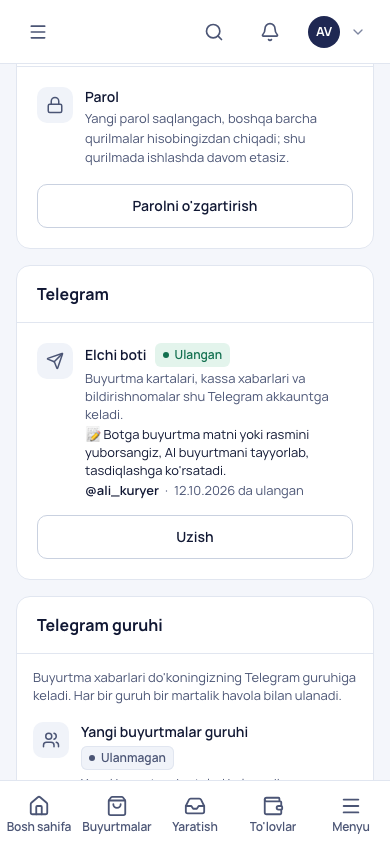 AV
Parol
Yangi parol saqlangach, boshqa barcha
qurilmalar hisobingizdan chiqadi; shu
qurilmada ishlashda davom etasiz.
Parolni o'zgartirish
Telegram
Elchi boti
Ulangan
Buyurtma kartalari, kassa xabarlari va
bildirishnomalar shu Telegram akkauntga
keladi.
📝 Botga buyurtma matni yoki rasmini
yuborsangiz, AI buyurtmani tayyorlab,
tasdiqlashga ko'rsatadi.
@ali_kuryer · 12.10.2026 da ulangan
Uzish
Telegram guruhi
Buyurtma xabarlari do'koningizning Telegram guruhiga
keladi. Har bir guruh bir martalik havola bilan ulanadi.
Yangi buyurtmalar guruhi
Ulanmagan
Bosh sahifa Buyurtmalar Yaratish To'lovlar Menyu